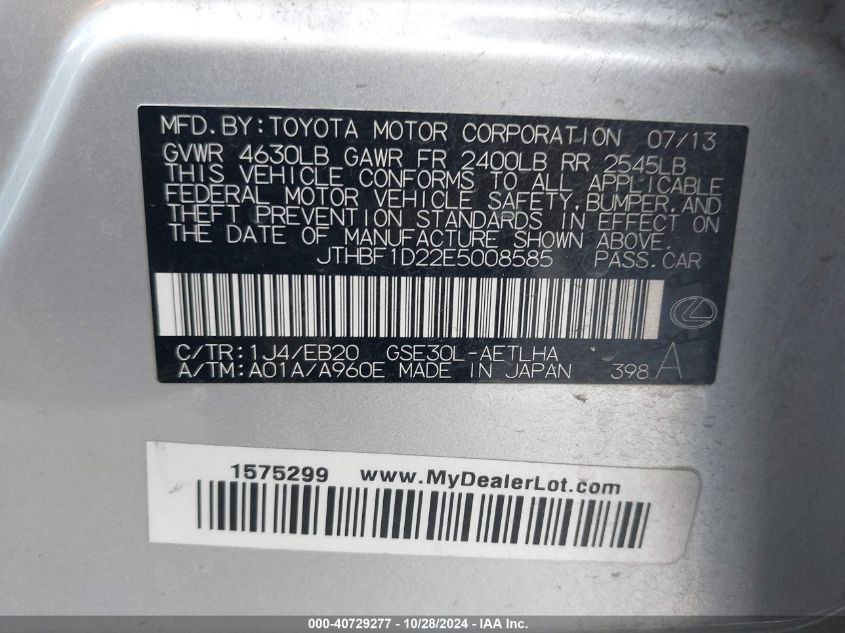 MFD. BY: TOYOTA MOTOR CORPORATION 07/13
GVWR 4630LB GAWR FR 2400LB RR 2545LB
THIS VEHICLE CONFORMS TO ALL APPLICABLE
FEDERAL MOTOR VEHICLE SAFETY, BUMPER, AND
THEFT PREVENTION STANDARDS IN EFFECT ON
THE DATE OF MANUFACTURE SHOWN ABOVE.
JTHBF1D22E5008585 PASS. CAR
C/TR: 1J4/EB20 GSE30L-AETLHA
A/TM: A01A/A960E MADE IN JAPAN 398 A
1575299 www.MyDealerLot.com
000-40729277 - 10/28/2024 - IAA Inc.